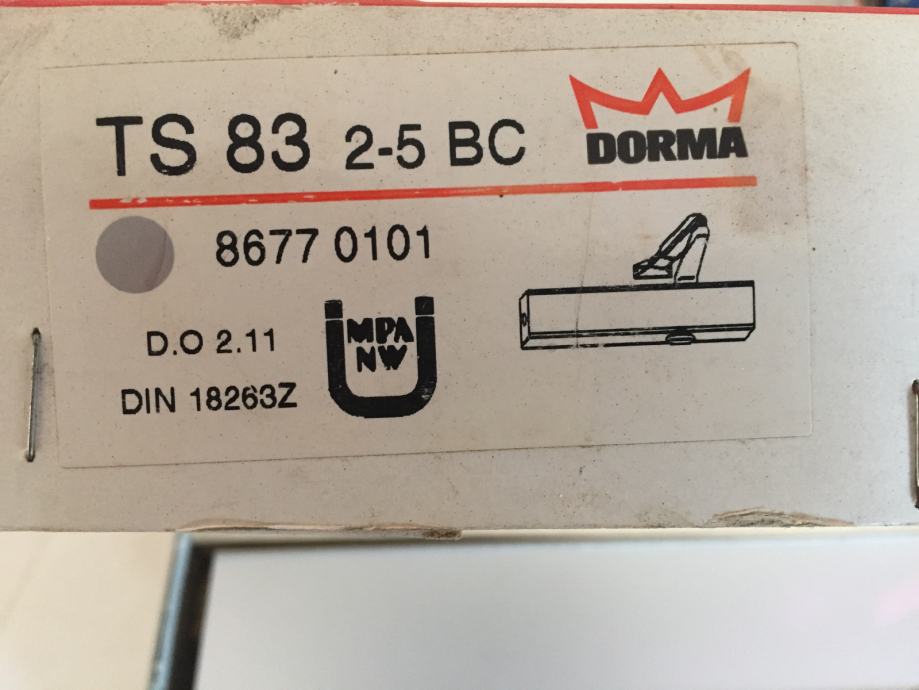 TS 83 2-5 BC
DORMA
8677 0101
D.O 2.11
MPA
NW
DIN 18263Z